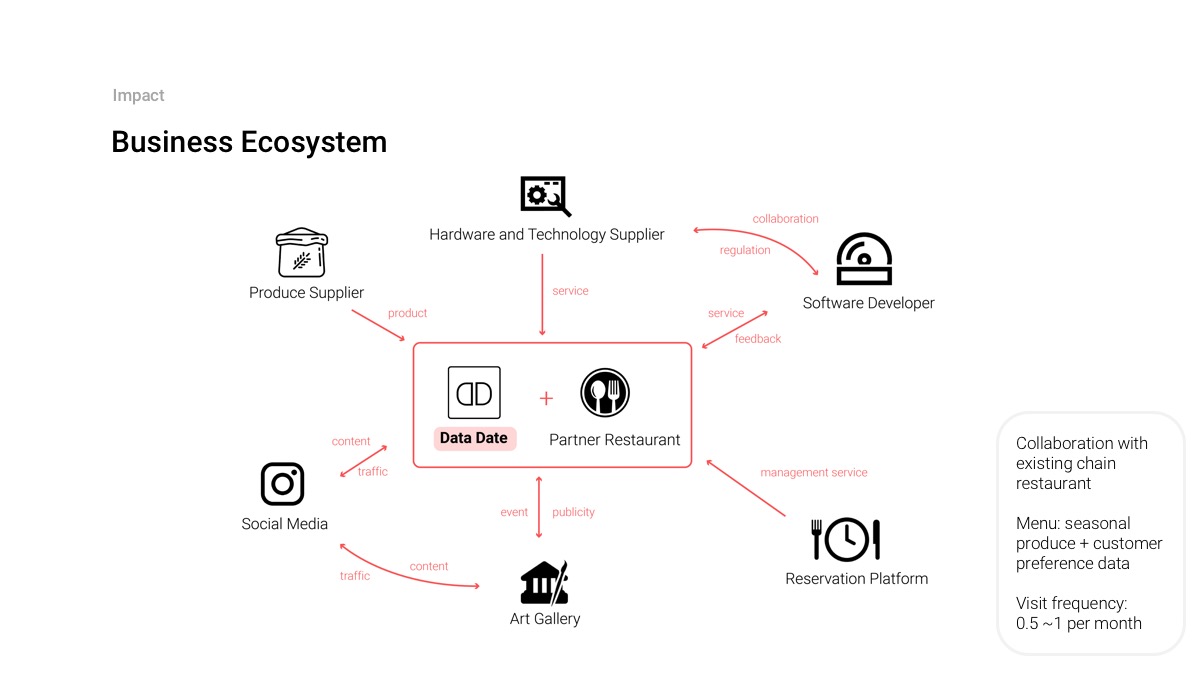 Impact
Business Ecosystem
Hardware and Technology Supplier
collaboration
regulation
Produce Supplier
Software Developer
product
service
service
feedback
Data Date
+
Partner Restaurant
content
traffic
Social Media
event
publicity
management service
traffic
content
Art Gallery
Reservation Platform
Collaboration with
existing chain
restaurant
Menu: seasonal
produce + customer
preference data
Visit frequency:
0.5 ~1 per month